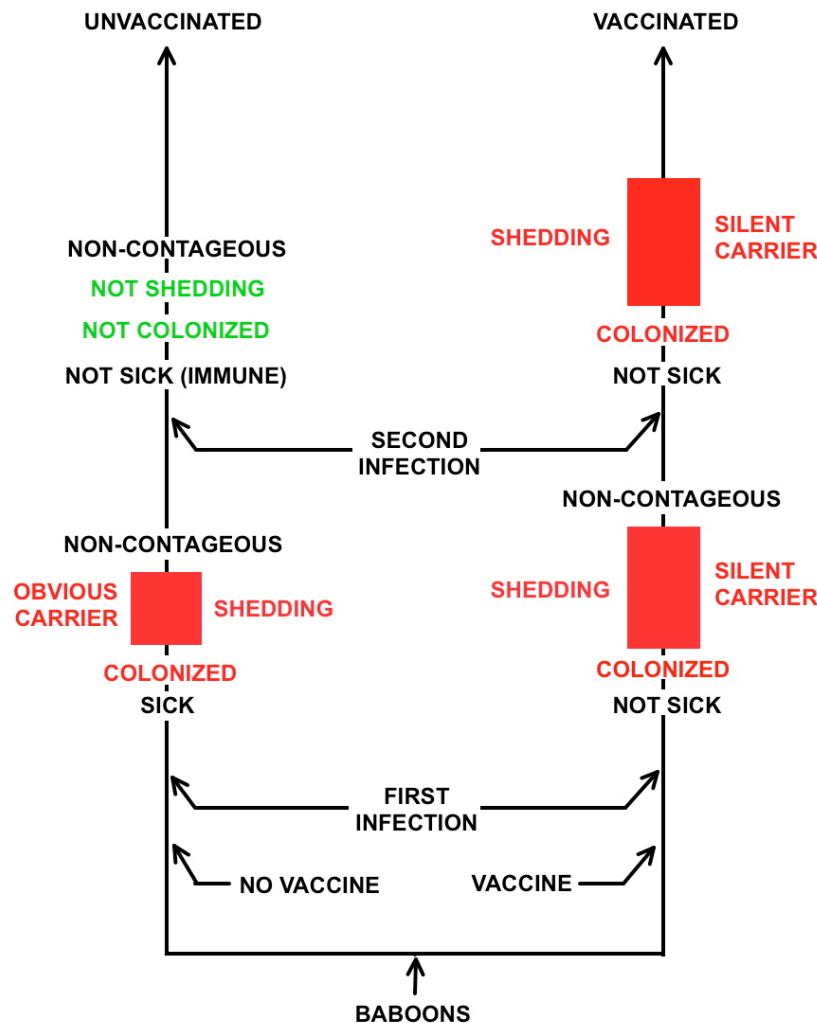 UNVACCINATED
VACCINATED
SHEDDING
SILENT
CARRIER
NON-CONTAGEOUS
NOT SHEDDING
NOT COLONIZED
COLONIZED
NOT SICK (IMMUNE)
NOT SICK
SECOND
INFECTION
NON-CONTAGEOUS
NON-CONTAGEOUS
OBVIOUS
CARRIER
SHEDDING
SHEDDING
SILENT
CARRIER
COLONIZED
COLONIZED
SICK
NOT SICK
FIRST
INFECTION
NO VACCINE
VACCINE
BABOONS